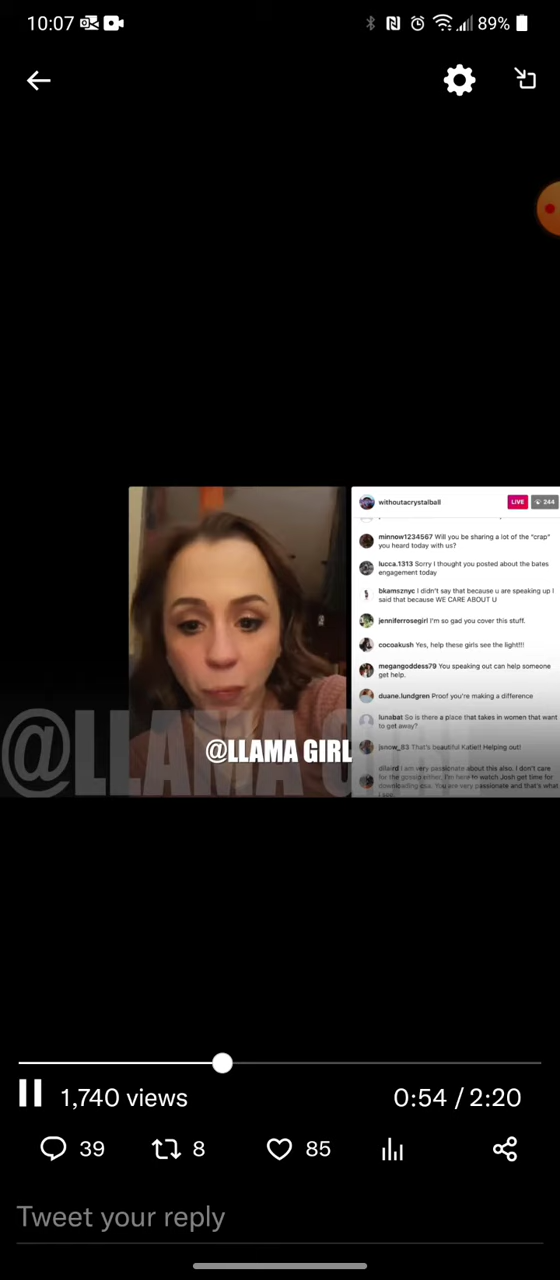 10:07
89%
withoutacrystalball LIVE 244
minnow1234567 Will you be sharing a lot of the "crap"
you heard today with us?
lucca.1313 Sorry I thought you posted about the bates
engagement today
bkamsznyc I didn't say that because u are speaking up I
said that because WE CARE ABOUT U
jenniferrosegirl I'm so gad you cover this stuff.
cocoakush Yes, help these girls see the light!!!
megangoddess79 You speaking out can help someone
get help.
duane.lundgren Proof you're making a difference
lunabat So is there a place that takes in women that want
to get away?
jsnow_83 That's beautiful Katie!! Helping out!
dilaird I am very passionate about this also. I don't care
for the gossip either. I'm here to watch Josh get time for
downloading csa. You are very passionate and that's what
I see.
@LLAMA GIRL
@LLAMA
1,740 views
0:54 / 2:20
39 8 85
Tweet your reply